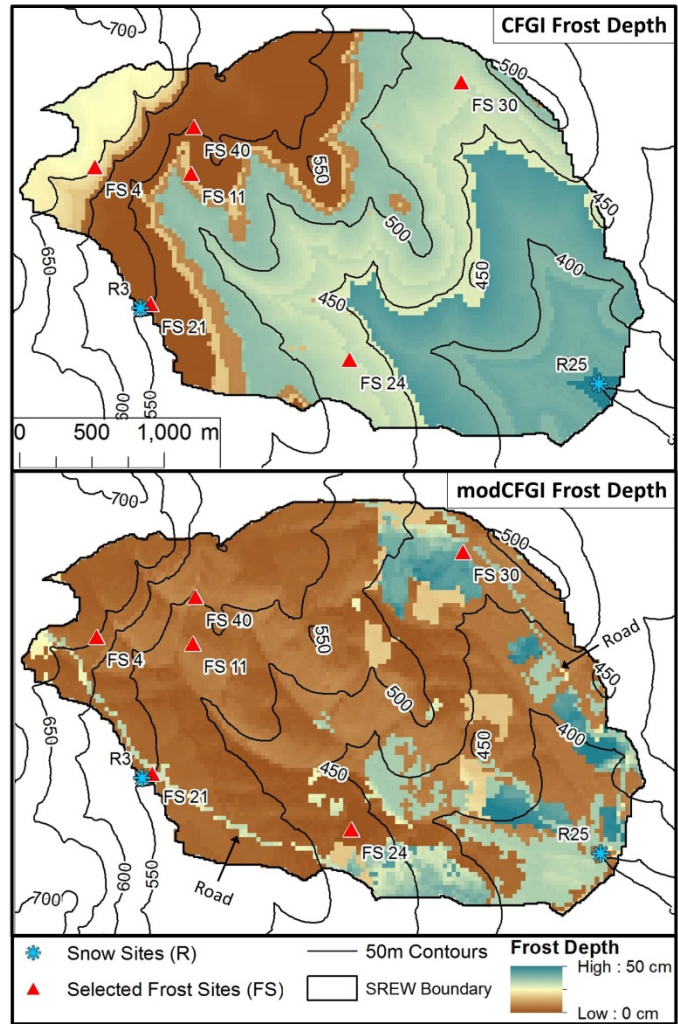 CFGI Frost Depth
700
500
FS 30
FS 40
550
FS 4
FS 11
450
500
650
400
450
R3
450
FS 21
R25
FS 24
600
550
0 500 1,000 m
modCFGI Frost Depth
700
500
FS 30
FS 40
Road
FS 4
550
FS 11
450
500
650
400
450
R3
450
FS 21
R25
FS 24
600
550
Road
700
Snow Sites (R)
50m Contours
Frost Depth
High : 50 cm
Selected Frost Sites (FS)
SREW Boundary
Low : 0 cm